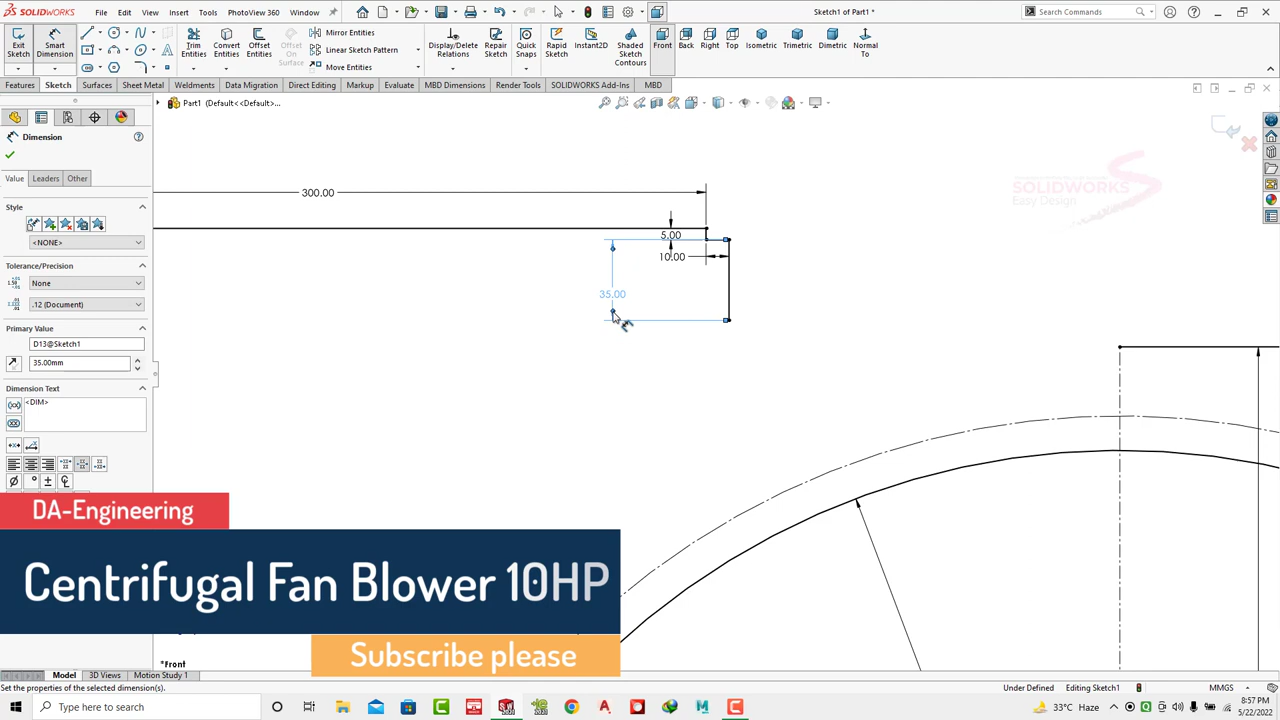 File Edit View Insert Tools PhotoView 360 Window
Sketch1 of Part1 *
Search Commands
Exit Sketch
Smart Dimension
Trim Entities
Convert Entities
Offset Entities
Offset On Surface
Mirror Entities
Linear Sketch Pattern
Move Entities
Display/Delete Relations
Repair Sketch
Quick Snaps
Rapid Sketch
Instant2D
Shaded Sketch Contours
Front
Back
Right
Top
Isometric
Trimetric
Dimetric
Normal To
Features Sketch Surfaces Sheet Metal Weldments Data Migration Direct Editing Markup Evaluate MBD Dimensions Render Tools SOLIDWORKS Add-Ins MBD
Part1 (Default<<Default>...
Dimension
Value Leaders Other
Style
<NONE>
Tolerance/Precision
None
.12 (Document)
Primary Value
D13@Sketch1
35.00mm
Dimension Text
<DIM>
300.00
5.00
10.00
35.00
SOLIDWORKS
Easy Design
DA-Engineering
Centrifugal Fan Blower 10HP
Subscribe please
*Front
Model 3D Views Motion Study 1
Set the properties of the selected dimension(s).
Under Defined Editing Sketch1 MMGS
Type here to search
33°C Haze
8:57 PM
5/22/2022